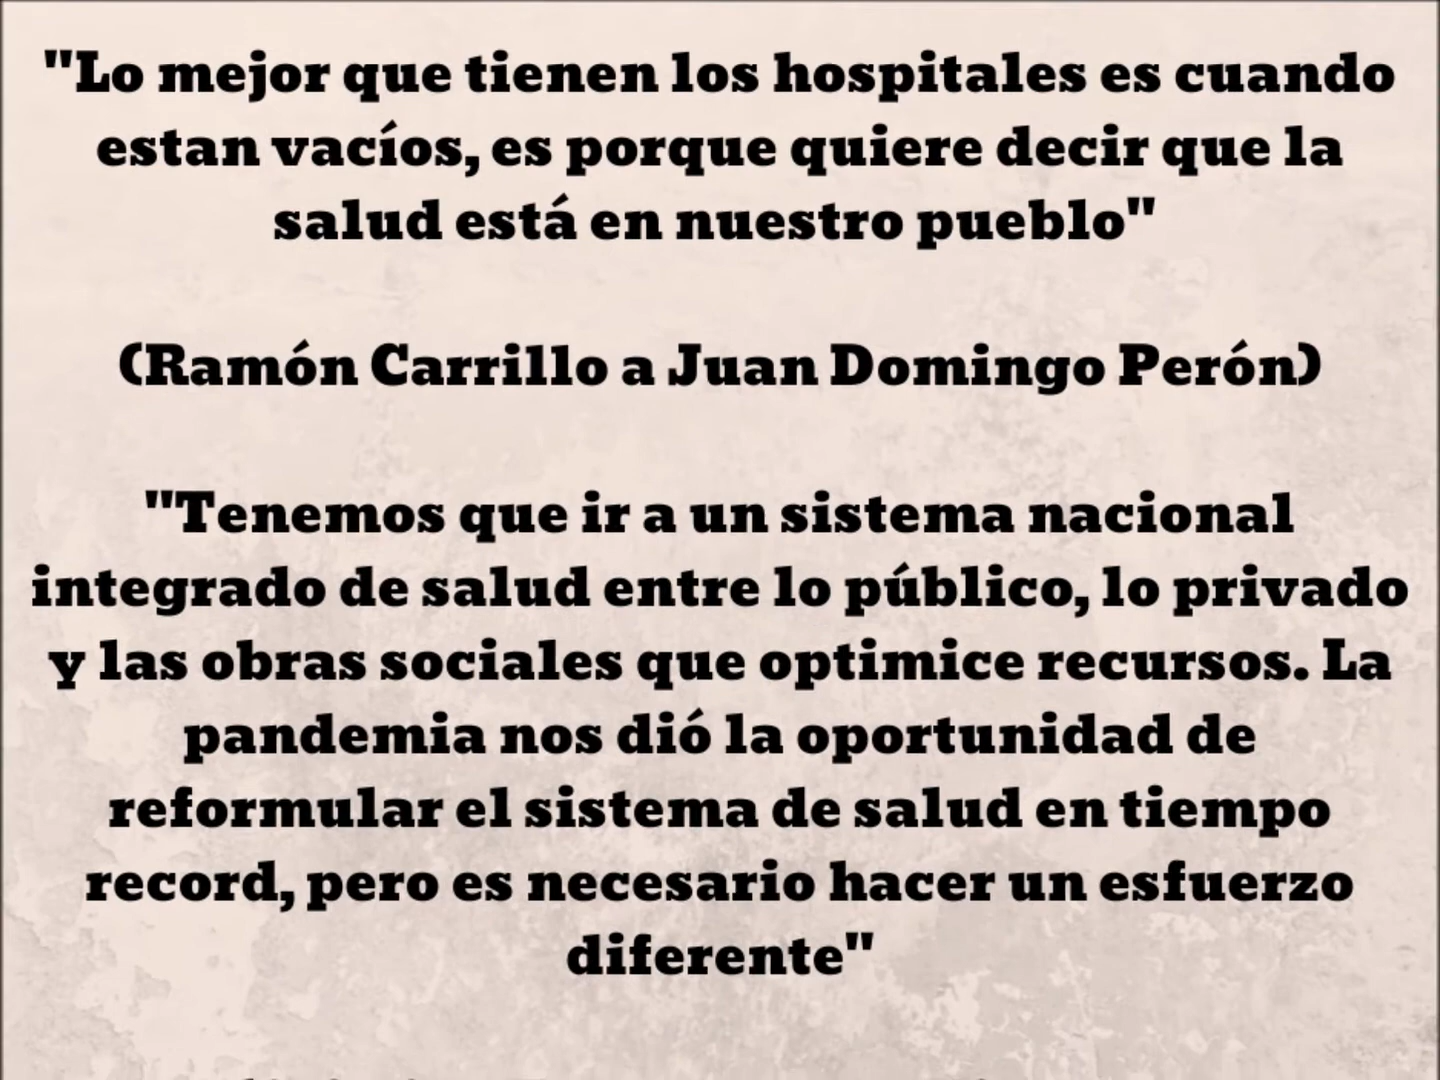 "Lo mejor que tienen los hospitales es cuando
estan vacíos, es porque quiere decir que la
salud está en nuestro pueblo"
(Ramón Carrillo a Juan Domingo Perón)
"Tenemos que ir a un sistema nacional
integrado de salud entre lo público, lo privado
y las obras sociales que optimice recursos. La
pandemia nos dió la oportunidad de
reformular el sistema de salud en tiempo
record, pero es necesario hacer un esfuerzo
diferente"